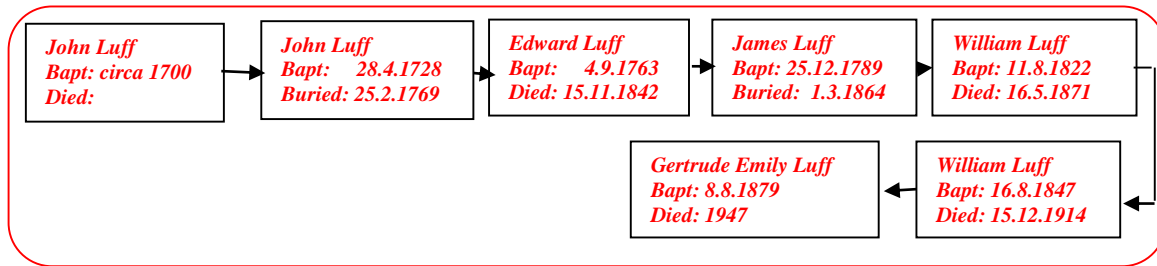 John Luff
Bapt: circa 1700
Died:
John Luff
Bapt: 28.4.1728
Buried: 25.2.1769
Edward Luff
Bapt: 4.9.1763
Died: 15.11.1842
James Luff
Bapt: 25.12.1789
Buried: 1.3.1864
William Luff
Bapt: 11.8.1822
Died: 16.5.1871
William Luff
Bapt: 16.8.1847
Died: 15.12.1914
Gertrude Emily Luff
Bapt: 8.8.1879
Died: 1947